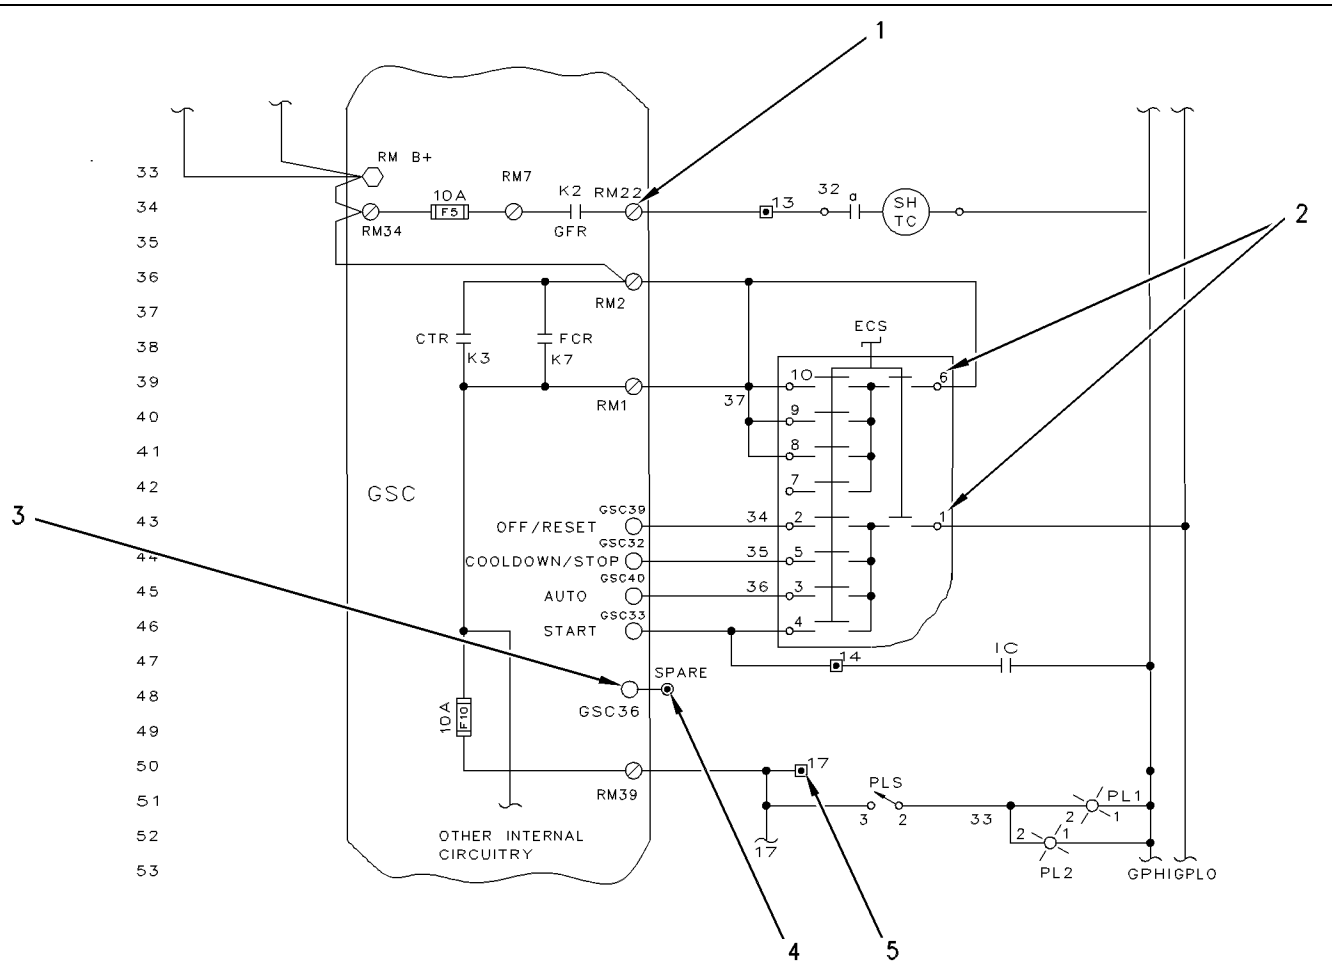 1
RM B+
33
RM7
10A
K2
RM22
32
a
SH
TC
34
F5
13
2
RM34
GFR
35
36
RM2
37
ECS
CTR
FCR
38
K3
K7
39
10
6
RM1
37
40
9
41
8
42
GSC
7
3
GSC39
43
OFF/RESET
34
2
1
GSC32
44
COOLDOWN/STOP
35
5
GSC40
45
AUTO
36
3
GSC33
46
START
4
IC
47
14
SPARE
48
GSC36
10A
F10
49
50
17
RM39
PLS
PL1
51
3
2
33
2
1
52
OTHER INTERNAL
CIRCUITRY
17
2
1
53
PL2
GPHI
GPLO
4
5